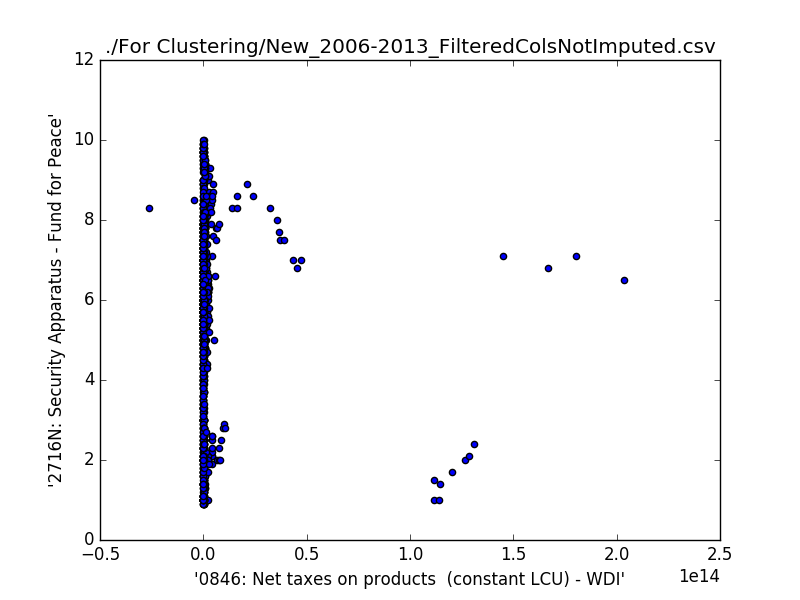 ./For Clustering/New_2006-2013_FilteredColsNotImputed.csv
12
10
8
6
4
2
0
'2716N: Security Apparatus - Fund for Peace'
−0.5 0.0 0.5 1.0 1.5 2.0 2.5
1e14
'0846: Net taxes on products  (constant LCU) - WDI'